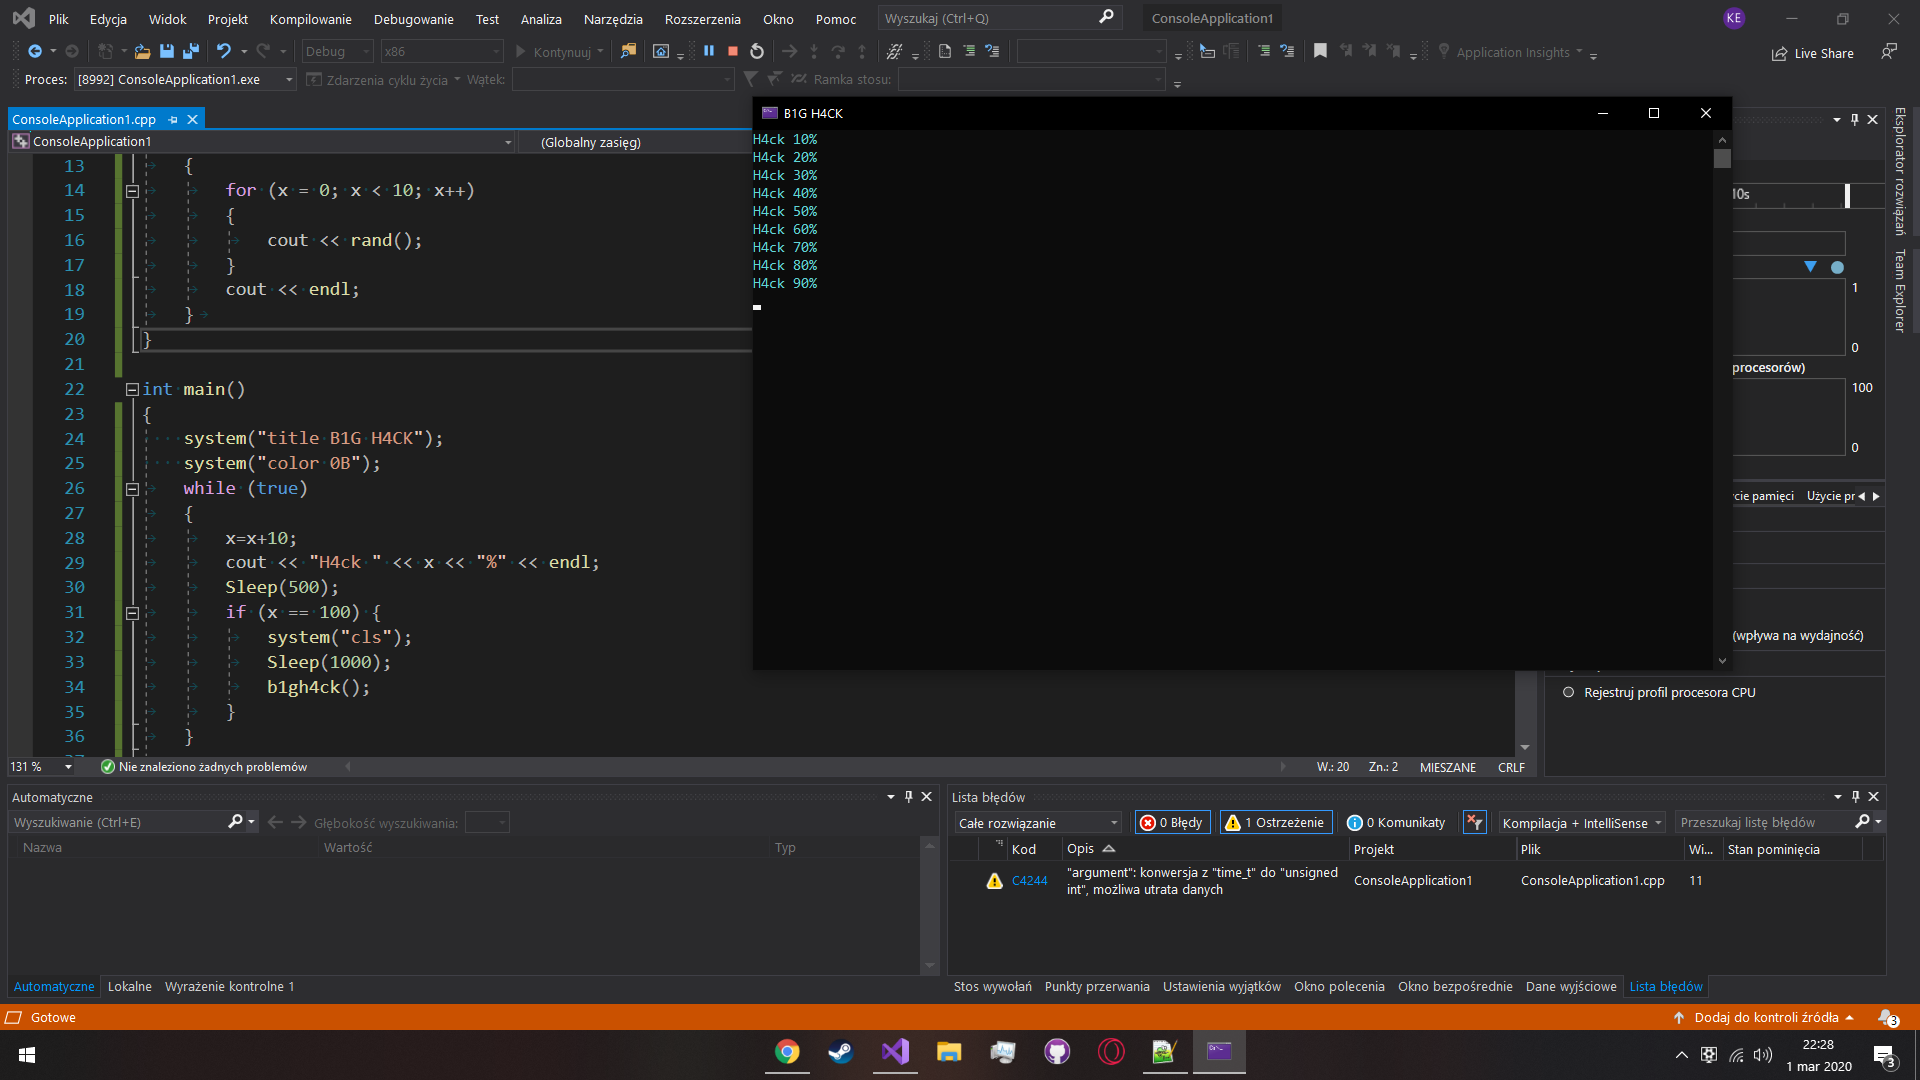 Plik Edycja Widok Projekt Kompilowanie Debugowanie Test Analiza Narzędzia Rozszerzenia Okno Pomoc Wyszukaj (Ctrl+Q) ConsoleApplication1 KE
Debug x86 Kontynuuj Application Insights Live Share
Proces: [8992] ConsoleApplication1.exe Zdarzenia cyklu życia Wątek: Ramka stosu:
ConsoleApplication1.cpp
ConsoleApplication1 (Globalny zasięg)
13 {
14 for (x = 0; x < 10; x++)
15 {
16 cout << rand();
17 }
18 cout << endl;
19 }
20 }
21
22 int main()
23 {
24 system("title B1G H4CK");
25 system("color 0B");
26 while (true)
27 {
28 x=x+10;
29 cout << "H4ck " << x << "%" << endl;
30 Sleep(500);
31 if (x == 100) {
32 system("cls");
33 Sleep(1000);
34 b1gh4ck();
35 }
36 }
131 % Nie znaleziono żadnych problemów W.: 20 Zn.: 2 MIESZANE CRLF
B1G H4CK
H4ck 10%
H4ck 20%
H4ck 30%
H4ck 40%
H4ck 50%
H4ck 60%
H4ck 70%
H4ck 80%
H4ck 90%
10s
1
0
procesorów)
100
0
cie pamięci Użycie pr
(wpływa na wydajność)
Rejestruj profil procesora CPU
Eksplorator rozwiązań
Team Explorer
Automatyczne
Wyszukiwanie (Ctrl+E) Głębokość wyszukiwania:
Nazwa Wartość Typ
Automatyczne Lokalne Wyrażenie kontrolne 1
Lista błędów
Całe rozwiązanie 0 Błędy 1 Ostrzeżenie 0 Komunikaty Kompilacja + IntelliSense Przeszukaj listę błędów
Kod Opis Projekt Plik Wi... Stan pominięcia
C4244 "argument": konwersja z "time_t" do "unsigned ConsoleApplication1 ConsoleApplication1.cpp 11
int", możliwa utrata danych
Stos wywołań Punkty przerwania Ustawienia wyjątków Okno polecenia Okno bezpośrednie Dane wyjściowe Lista błędów
Gotowe Dodaj do kontroli źródła 3
22:28
1 mar 2020
3